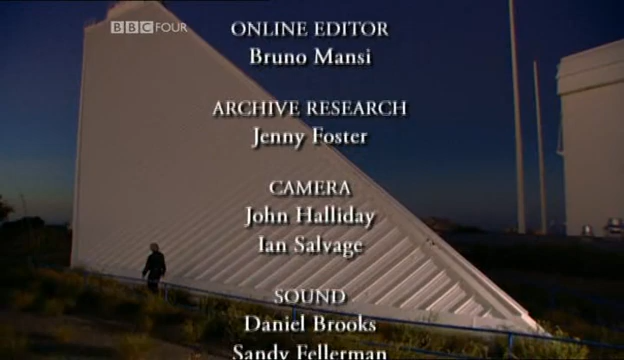 BBC FOUR
ONLINE EDITOR
Bruno Mansi
ARCHIVE RESEARCH
Jenny Foster
CAMERA
John Halliday
Ian Salvage
SOUND
Daniel Brooks
Sandy Fellerman